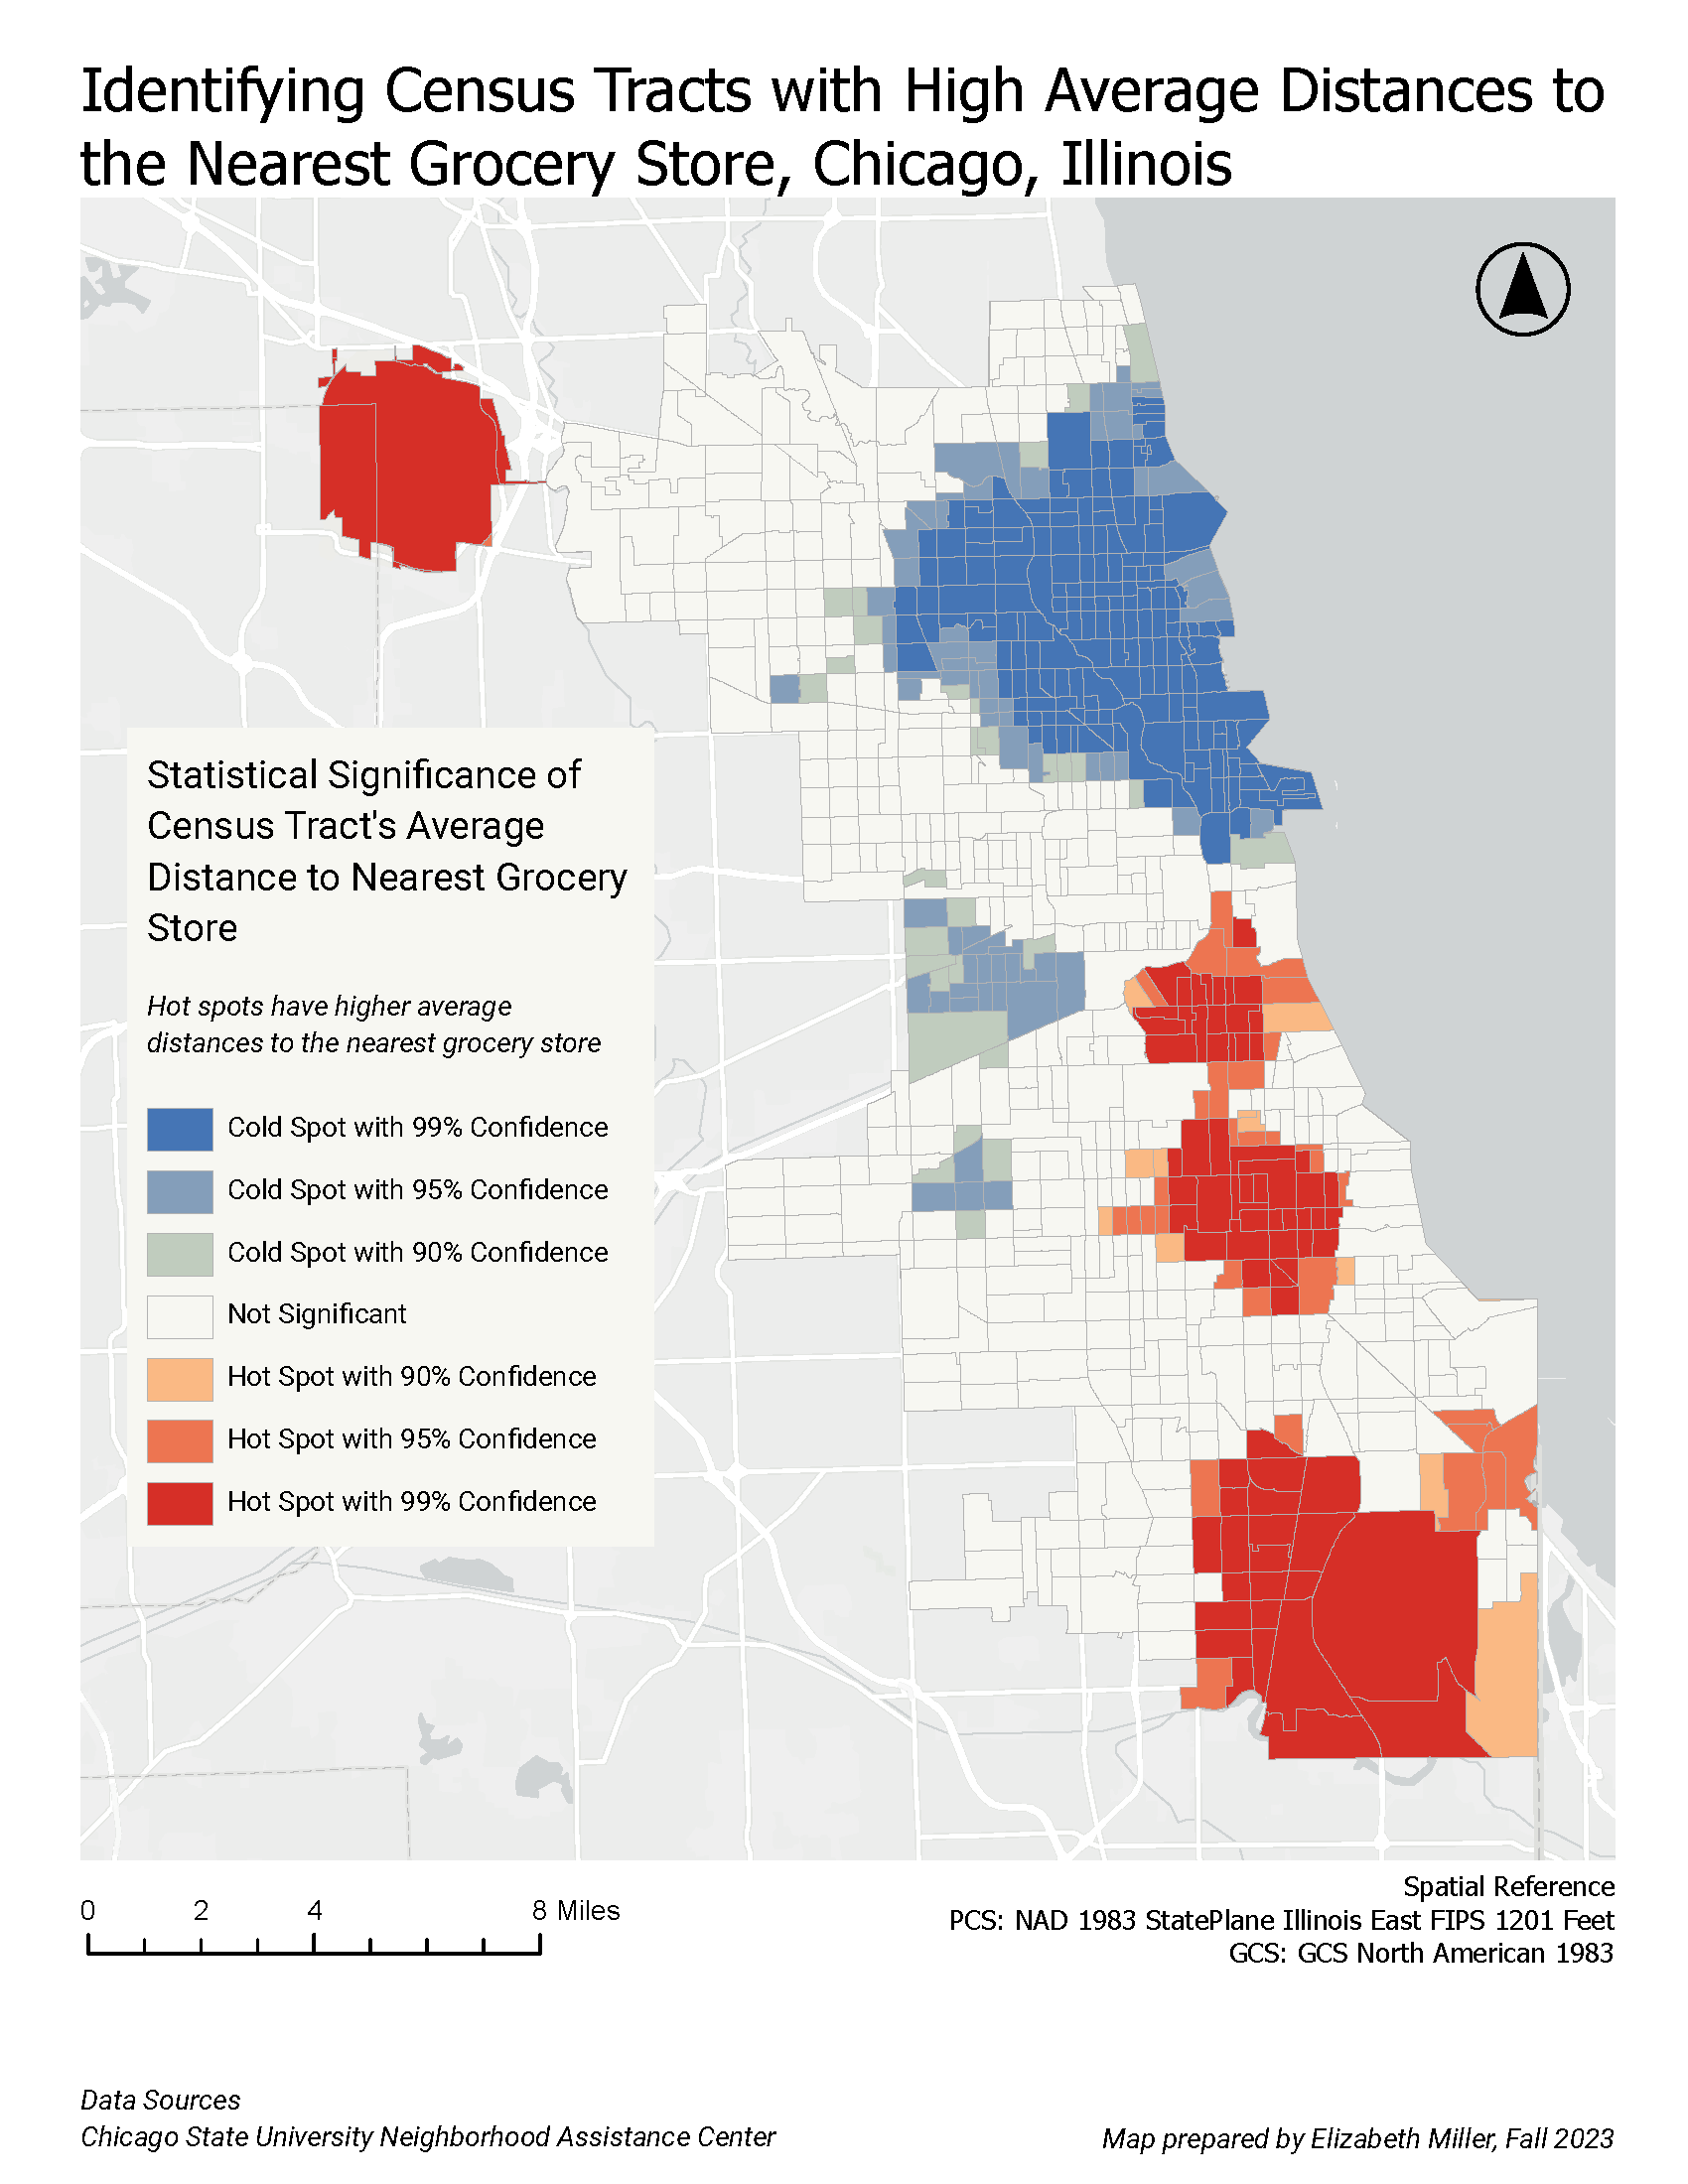 Identifying Census Tracts with High Average Distances to
the Nearest Grocery Store, Chicago, Illinois
Statistical Significance of
Census Tract's Average
Distance to Nearest Grocery
Store
Hot spots have higher average
distances to the nearest grocery store
Cold Spot with 99% Confidence
Cold Spot with 95% Confidence
Cold Spot with 90% Confidence
Not Significant
Hot Spot with 90% Confidence
Hot Spot with 95% Confidence
Hot Spot with 99% Confidence
0 2 4 8 Miles
Spatial Reference
PCS: NAD 1983 StatePlane Illinois East FIPS 1201 Feet
GCS: GCS North American 1983
Data Sources
Chicago State University Neighborhood Assistance Center
Map prepared by Elizabeth Miller, Fall 2023